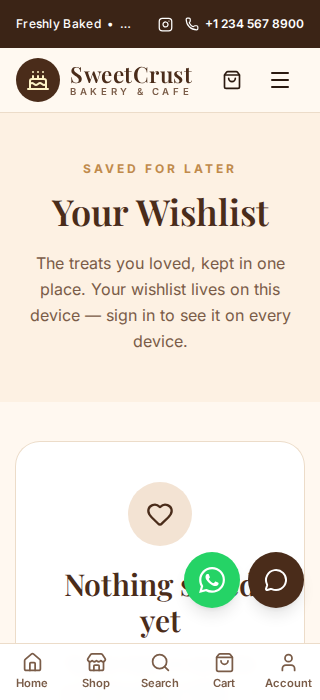 Freshly Baked • ...
+1 234 567 8900
SweetCrust
BAKERY & CAFE
SAVED FOR LATER
Your Wishlist
The treats you loved, kept in one
place. Your wishlist lives on this
device — sign in to see it on every
device.
Nothing
yet
Home
Shop
Search
Cart
Account